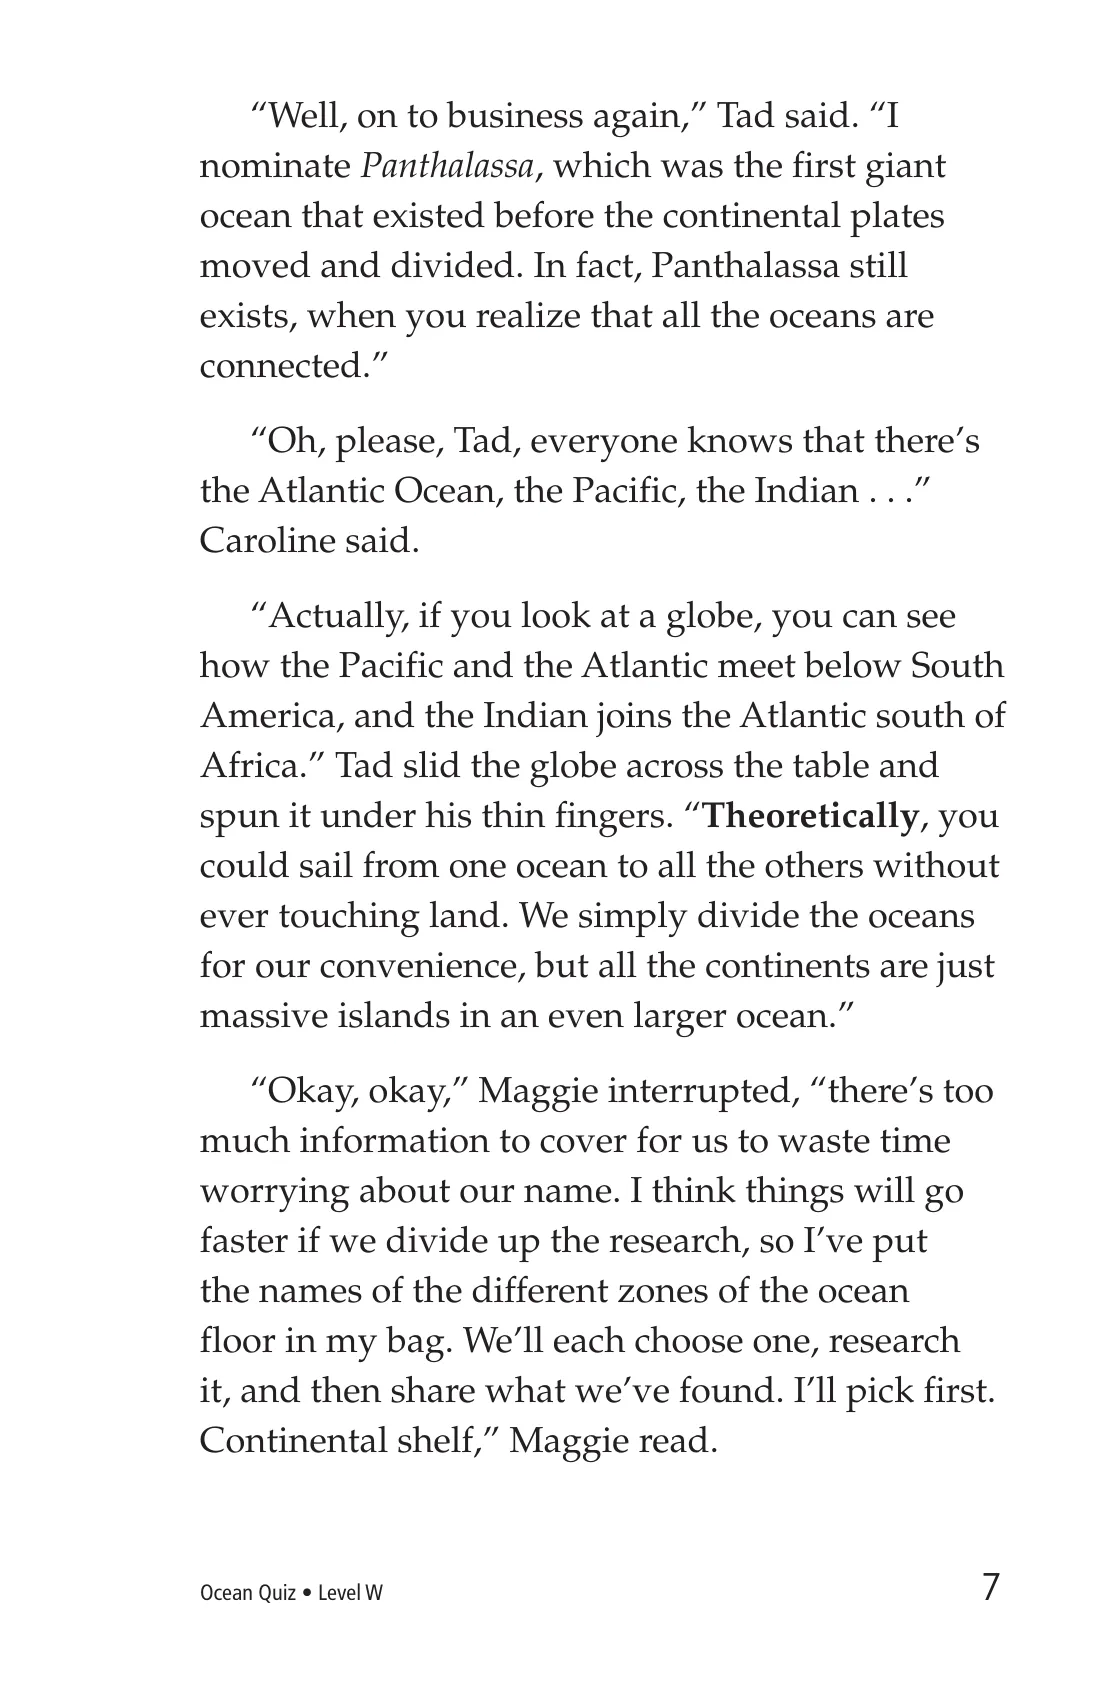 “Well, on to business again,” Tad said. “I
nominate Panthalassa, which was the first giant
ocean that existed before the continental plates
moved and divided. In fact, Panthalassa still
exists, when you realize that all the oceans are
connected.”
“Oh, please, Tad, everyone knows that there’s
the Atlantic Ocean, the Pacific, the Indian . . .”
Caroline said.
“Actually, if you look at a globe, you can see
how the Pacific and the Atlantic meet below South
America, and the Indian joins the Atlantic south of
Africa.” Tad slid the globe across the table and
spun it under his thin fingers. “Theoretically, you
could sail from one ocean to all the others without
ever touching land. We simply divide the oceans
for our convenience, but all the continents are just
massive islands in an even larger ocean.”
“Okay, okay,” Maggie interrupted, “there’s too
much information to cover for us to waste time
worrying about our name. I think things will go
faster if we divide up the research, so I’ve put
the names of the different zones of the ocean
floor in my bag. We’ll each choose one, research
it, and then share what we’ve found. I’ll pick first.
Continental shelf,” Maggie read.
Ocean Quiz • Level W 7